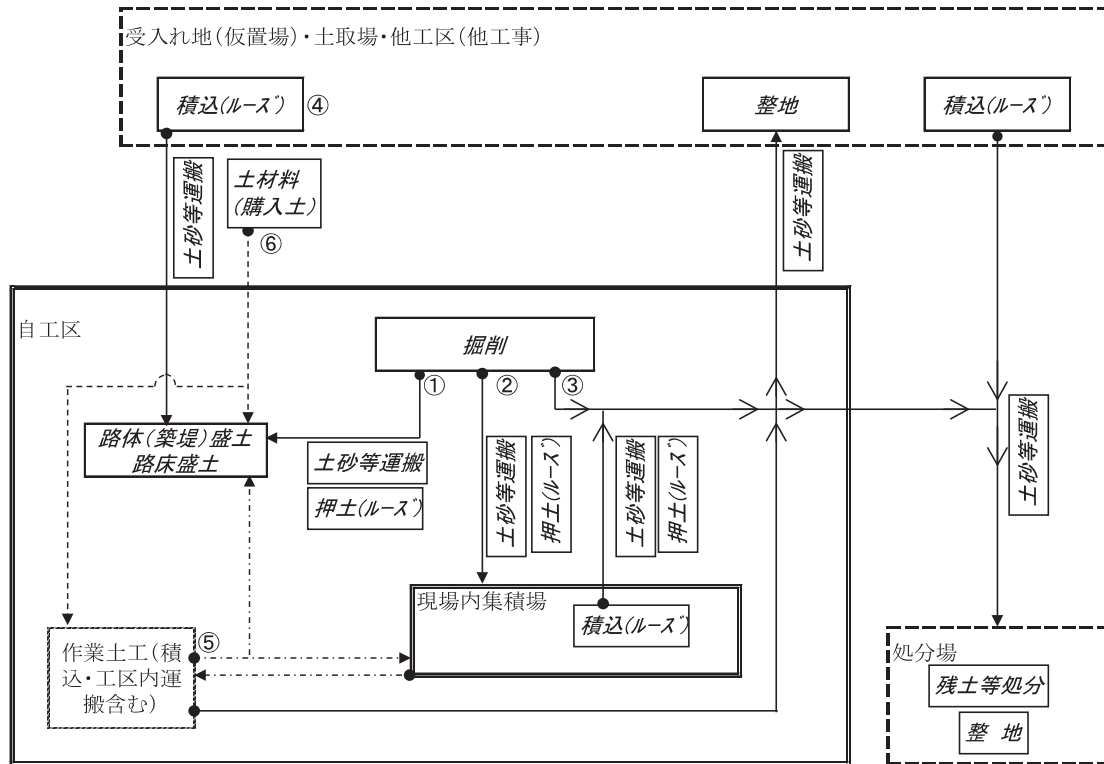 受入れ地（仮置場）・土取場・他工区（他工事）
積込(ﾙｰｽﾞ)
④
整地
積込(ﾙｰｽﾞ)
土砂等運搬
土材料
(購入土)
⑥
土砂等運搬
自工区
掘削
①
②
③
路体（築堤）盛土
路床盛土
土砂等運搬
押土(ﾙｰｽﾞ)
土砂等運搬
押土(ﾙｰｽﾞ)
土砂等運搬
押土(ﾙｰｽﾞ)
土砂等運搬
現場内集積場
積込(ﾙｰｽﾞ)
作業土工（積
込・工区内運
搬含む）
⑤
処分場
残土等処分
整 地